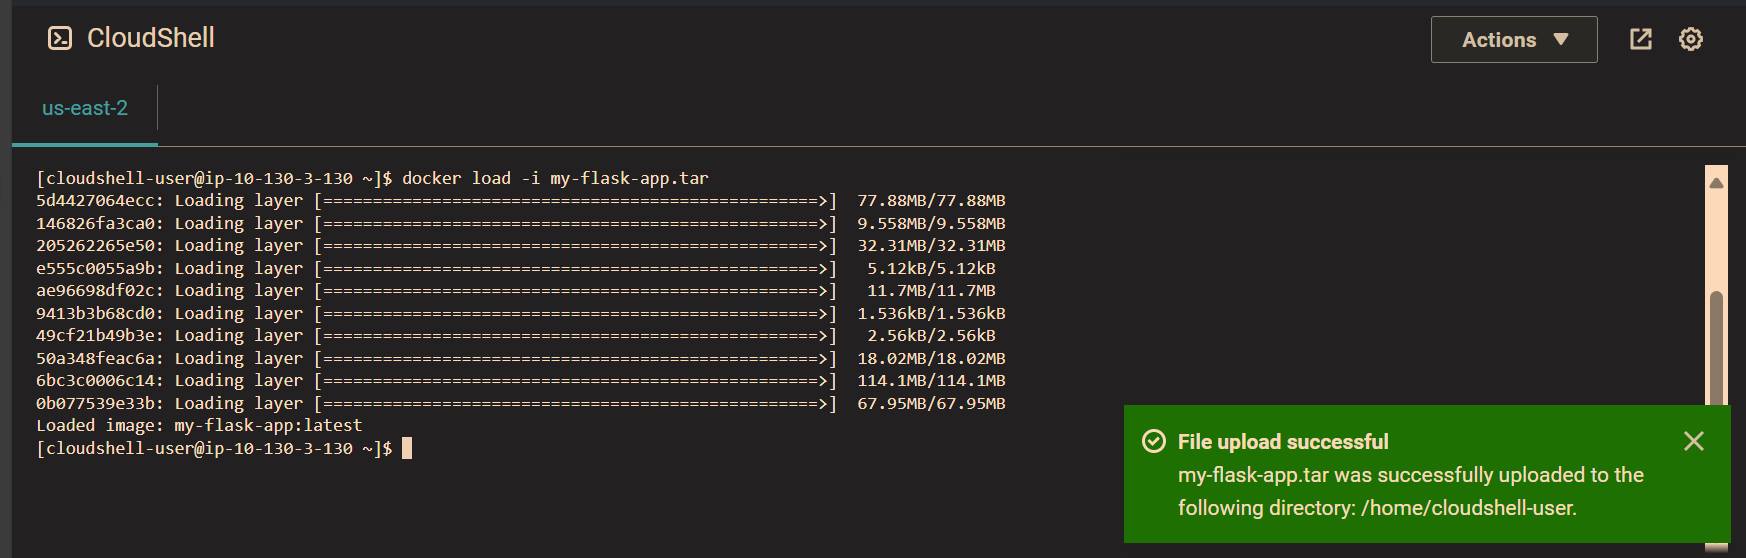 CloudShell
Actions
us-east-2
[cloudshell-user@ip-10-130-3-130 ~]$ docker load -i my-flask-app.tar
5d4427064ecc: Loading layer [==================================================>]  77.88MB/77.88MB
146826fa3ca0: Loading layer [==================================================>]  9.558MB/9.558MB
205262265e50: Loading layer [==================================================>]  32.31MB/32.31MB
e555c0055a9b: Loading layer [==================================================>]   5.12kB/5.12kB
ae96698df02c: Loading layer [==================================================>]   11.7MB/11.7MB
9413b3b68cd0: Loading layer [==================================================>]  1.536kB/1.536kB
49cf21b49b3e: Loading layer [==================================================>]   2.56kB/2.56kB
50a348feac6a: Loading layer [==================================================>]  18.02MB/18.02MB
6bc3c0006c14: Loading layer [==================================================>]  114.1MB/114.1MB
0b077539e33b: Loading layer [==================================================>]  67.95MB/67.95MB
Loaded image: my-flask-app:latest
[cloudshell-user@ip-10-130-3-130 ~]$
File upload successful
my-flask-app.tar was successfully uploaded to the
following directory: /home/cloudshell-user.